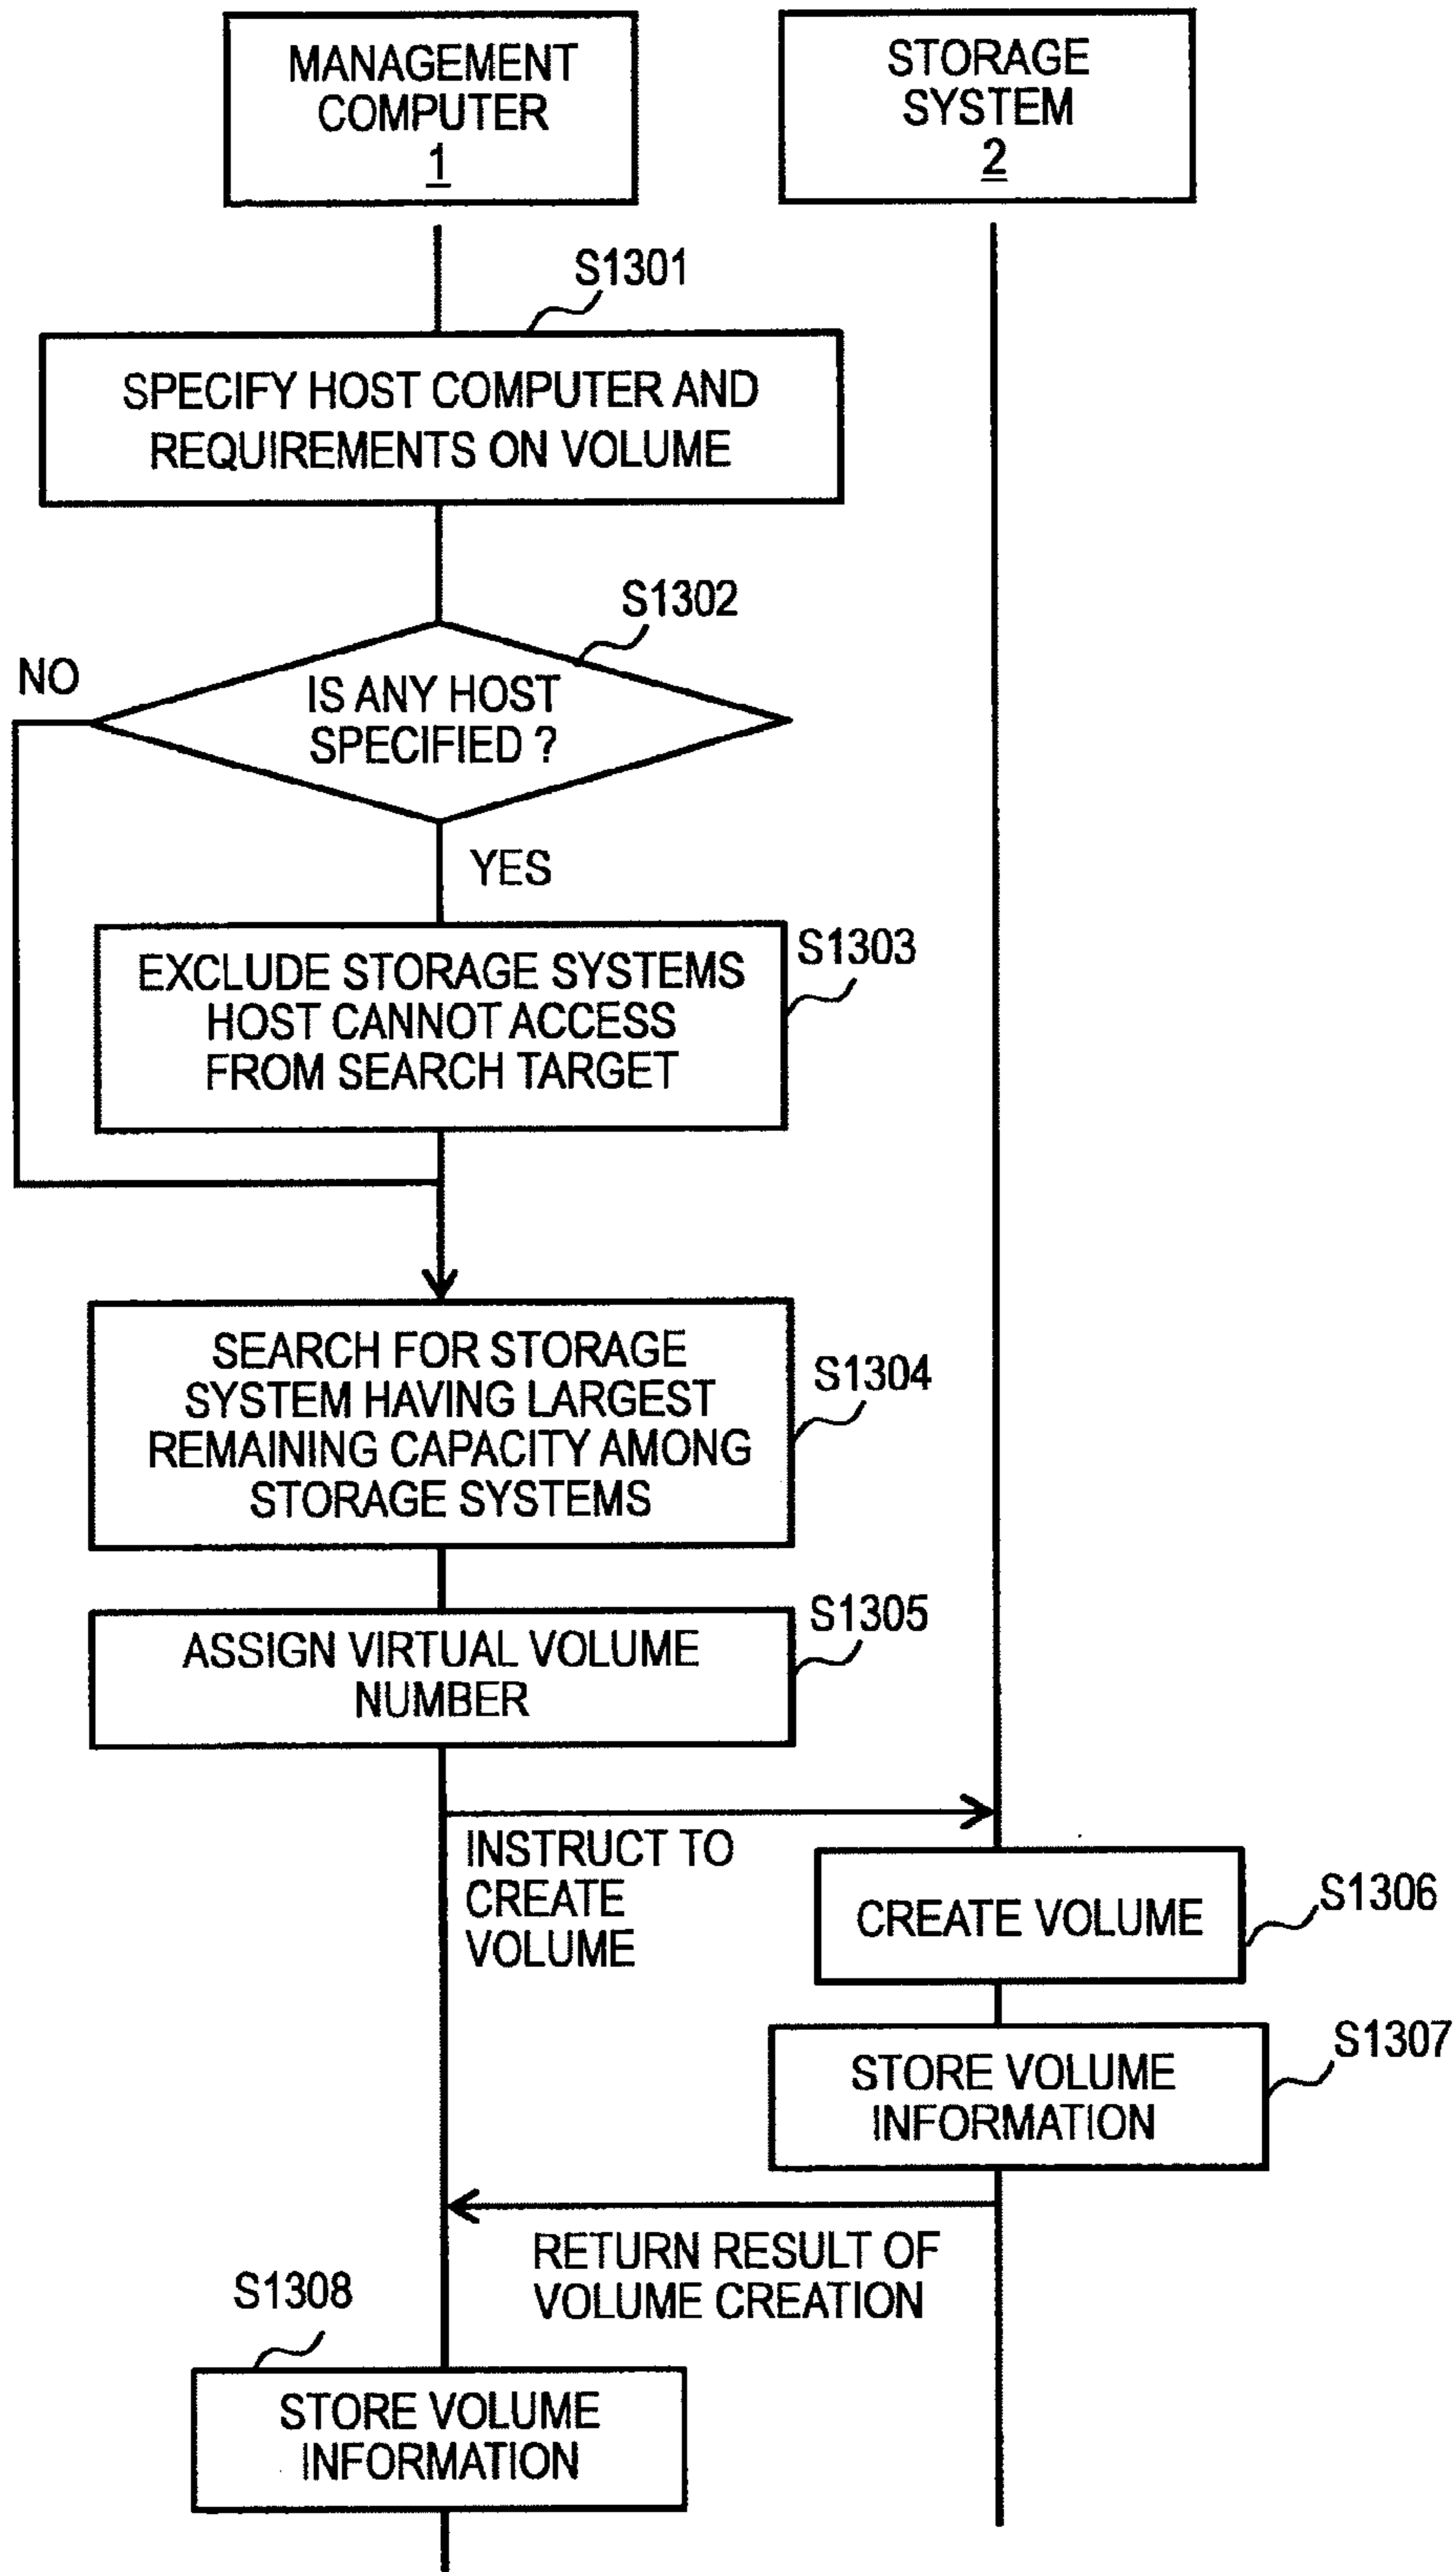 MANAGEMENT
COMPUTER
1
STORAGE
SYSTEM
2
S1301
SPECIFY HOST COMPUTER AND
REQUIREMENTS ON VOLUME
S1302
NO
IS ANY HOST
SPECIFIED ?
YES
S1303
EXCLUDE STORAGE SYSTEMS
HOST CANNOT ACCESS
FROM SEARCH TARGET
SEARCH FOR STORAGE
SYSTEM HAVING LARGEST
REMAINING CAPACITY AMONG
STORAGE SYSTEMS
S1304
S1305
ASSIGN VIRTUAL VOLUME
NUMBER
INSTRUCT TO
CREATE
VOLUME
CREATE VOLUME
S1306
S1307
STORE VOLUME
INFORMATION
RETURN RESULT OF
VOLUME CREATION
S1308
STORE VOLUME
INFORMATION